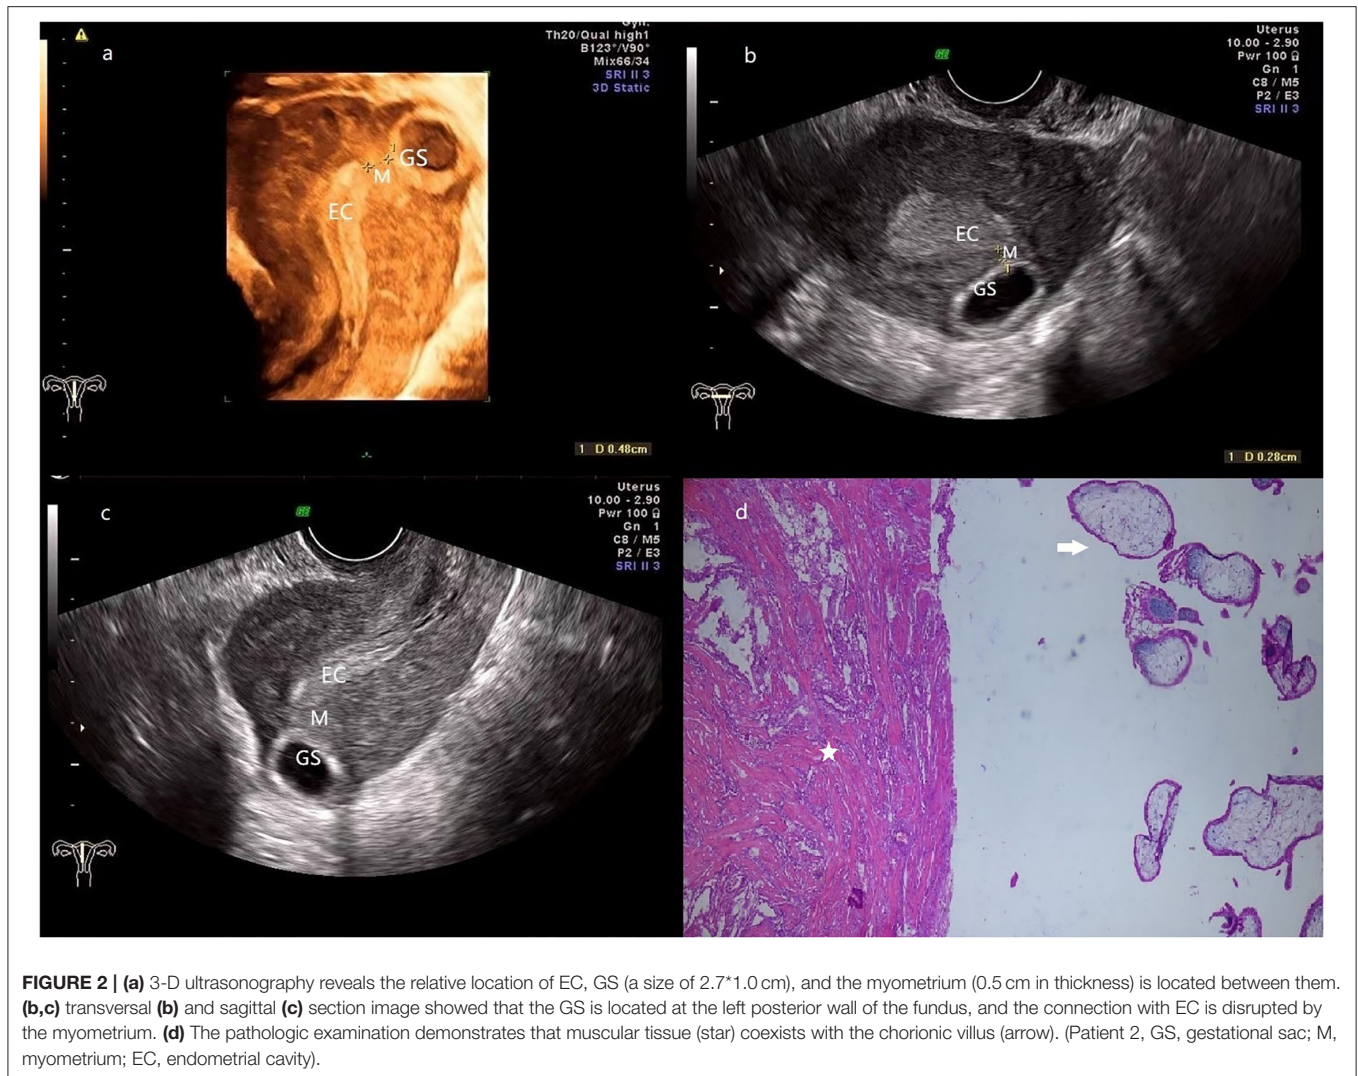 a
Gyn.
Th20/Qual high1
B123°/V90°
Mix66/34
SRI II 3
3D Static
1
GS
M
EC
1 D 0.48cm
b
GE
Uterus
10.00 - 2.90
Pwr 100
Gn 1
C8 / M5
P2 / E3
SRI II 3
EC
M
1
GS
1 D 0.28cm
c
GE
Uterus
10.00 - 2.90
Pwr 100
Gn 1
C8 / M5
P2 / E3
SRI II 3
EC
M
GS
d
FIGURE 2 | (a) 3-D ultrasonography reveals the relative location of EC, GS (a size of 2.7*1.0 cm), and the myometrium (0.5 cm in thickness) is located between them.
(b,c) transversal (b) and sagittal (c) section image showed that the GS is located at the left posterior wall of the fundus, and the connection with EC is disrupted by
the myometrium. (d) The pathologic examination demonstrates that muscular tissue (star) coexists with the chorionic villus (arrow). (Patient 2, GS, gestational sac; M,
myometrium; EC, endometrial cavity).